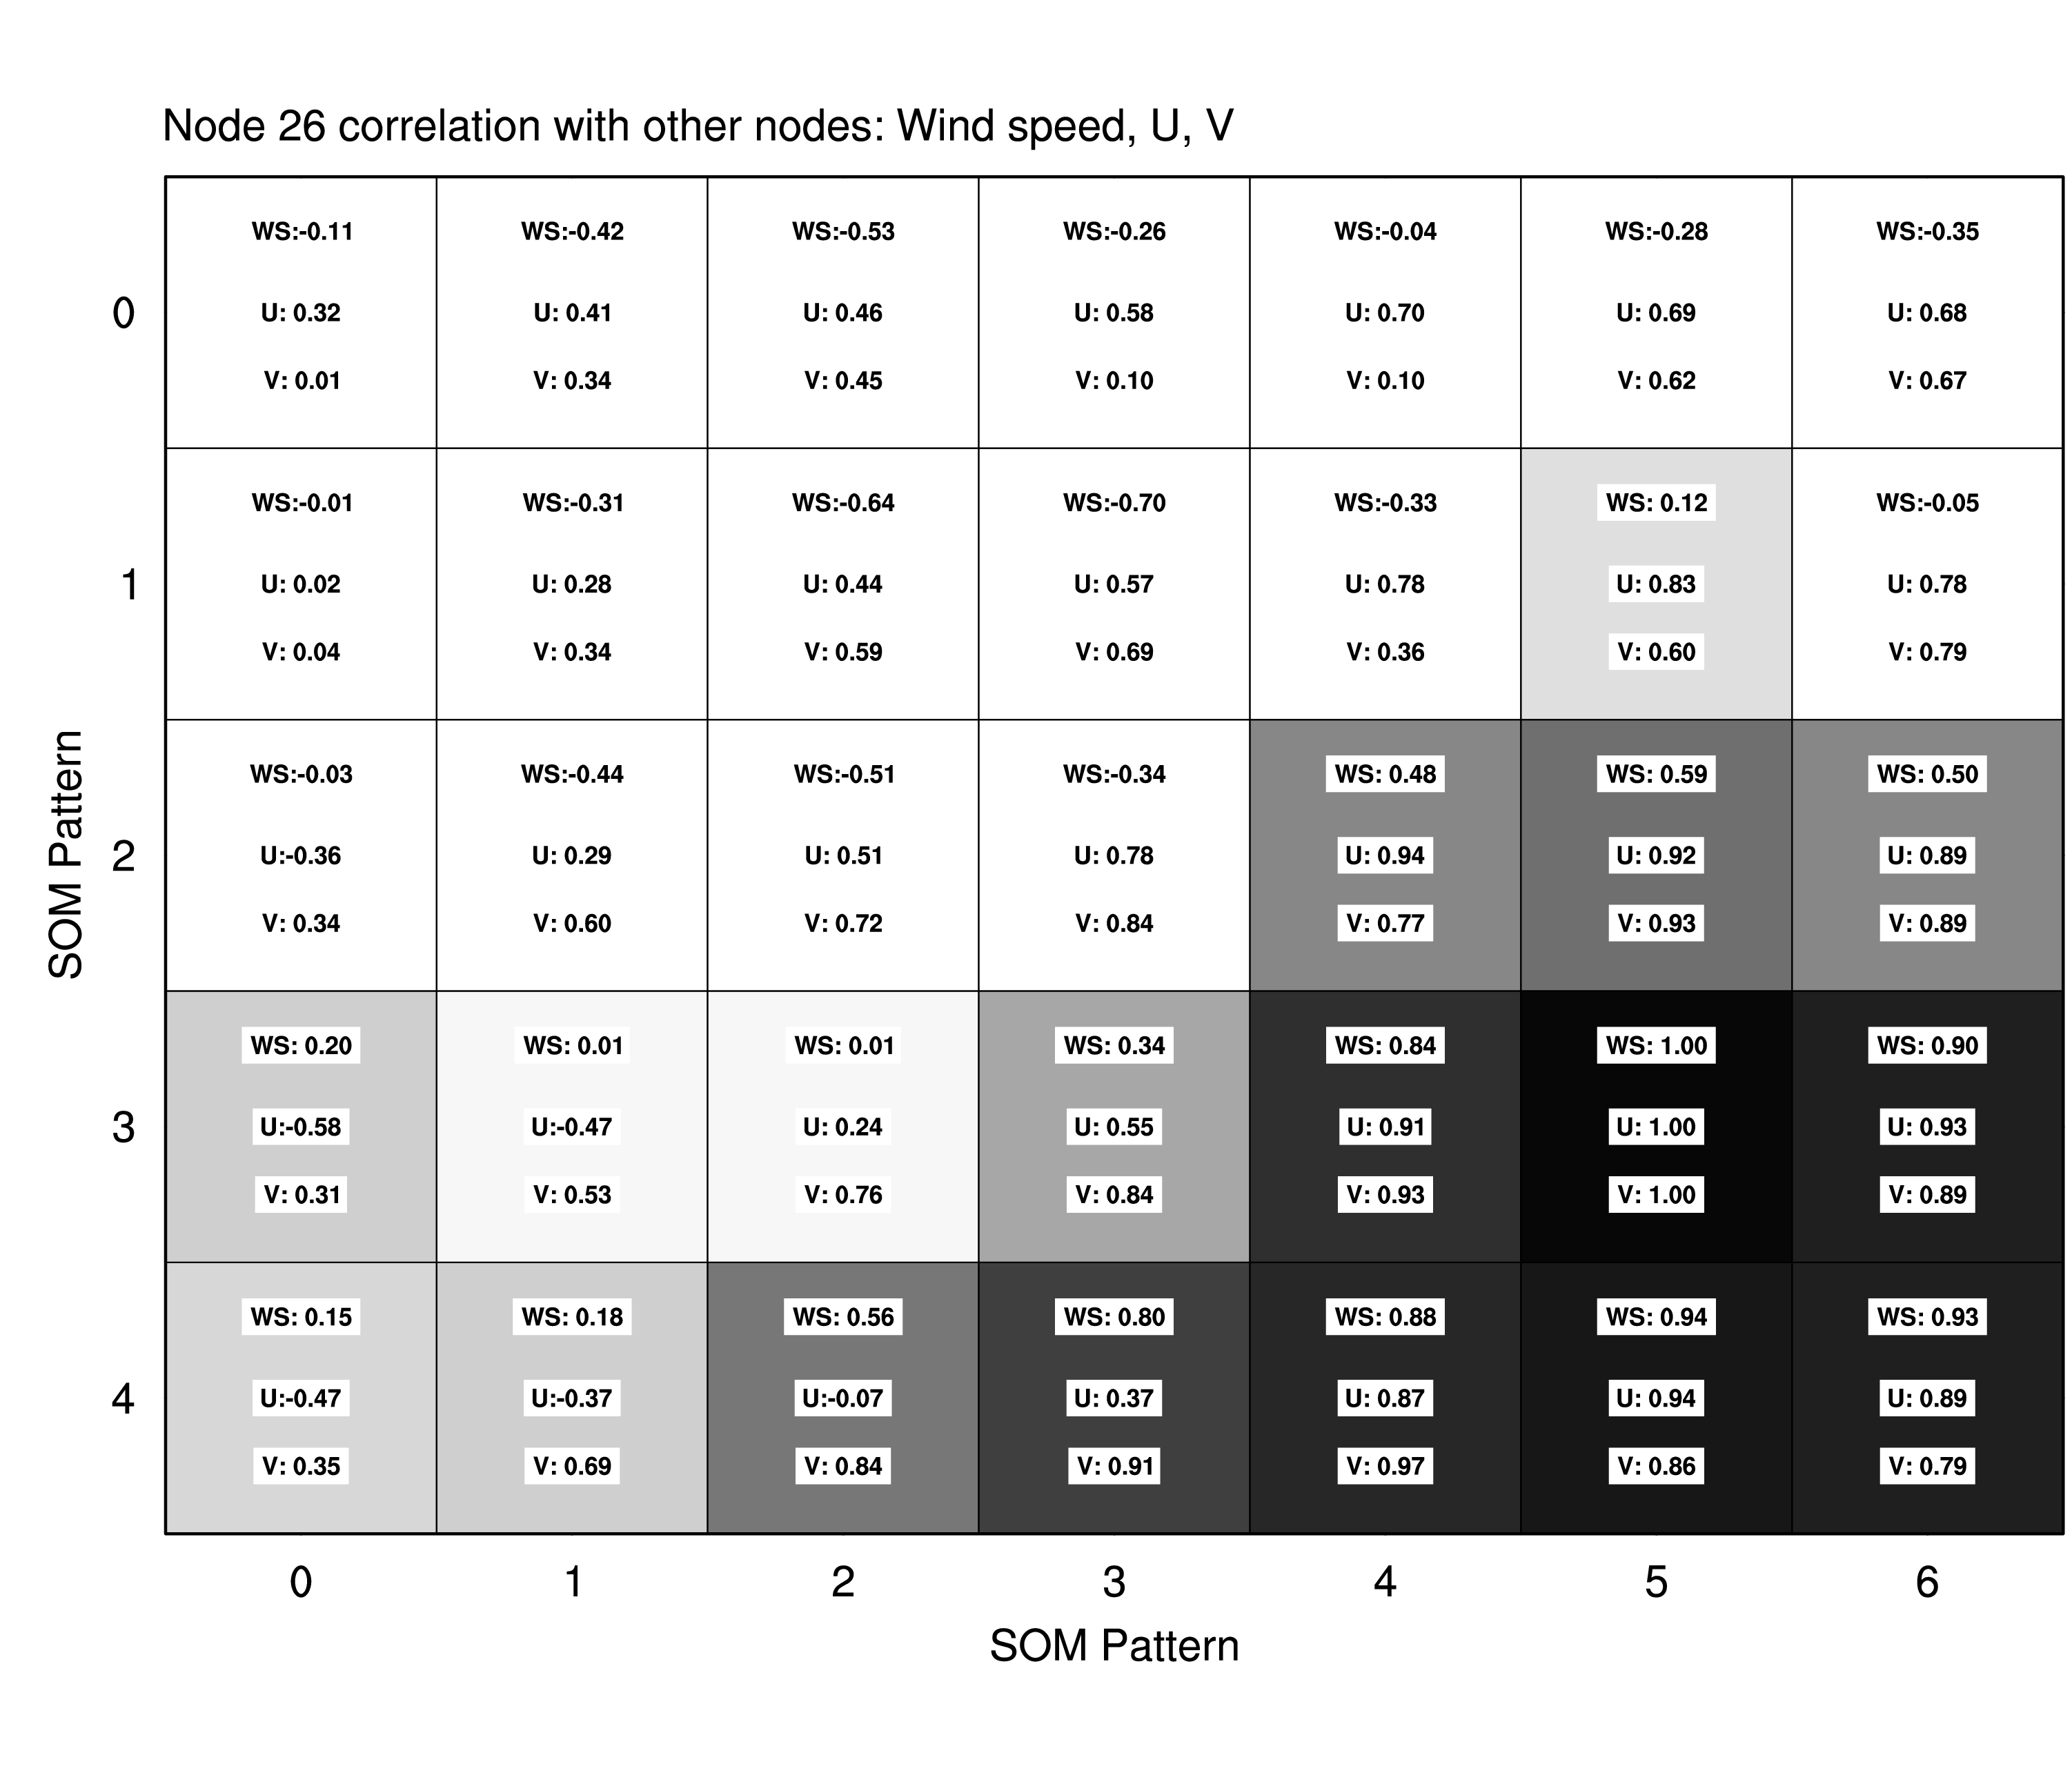 Node 26 correlation with other nodes: Wind speed, U, V
WS:-0.11 WS:-0.42 WS:-0.53 WS:-0.26 WS:-0.04 WS:-0.28 WS:-0.35
0 U: 0.32 U: 0.41 U: 0.46 U: 0.58 U: 0.70 U: 0.69 U: 0.68
V: 0.01 V: 0.34 V: 0.45 V: 0.10 V: 0.10 V: 0.62 V: 0.67
WS:-0.01 WS:-0.31 WS:-0.64 WS:-0.70 WS:-0.33 WS: 0.12 WS:-0.05
1 U: 0.02 U: 0.28 U: 0.44 U: 0.57 U: 0.78 U: 0.83 U: 0.78
V: 0.04 V: 0.34 V: 0.59 V: 0.69 V: 0.36 V: 0.60 V: 0.79
SOM Pattern
WS:-0.03 WS:-0.44 WS:-0.51 WS:-0.34 WS: 0.48 WS: 0.59 WS: 0.50
2 U:-0.36 U: 0.29 U: 0.51 U: 0.78 U: 0.94 U: 0.92 U: 0.89
V: 0.34 V: 0.60 V: 0.72 V: 0.84 V: 0.77 V: 0.93 V: 0.89
WS: 0.20 WS: 0.01 WS: 0.01 WS: 0.34 WS: 0.84 WS: 1.00 WS: 0.90
3 U:-0.58 U:-0.47 U: 0.24 U: 0.55 U: 0.91 U: 1.00 U: 0.93
V: 0.31 V: 0.53 V: 0.76 V: 0.84 V: 0.93 V: 1.00 V: 0.89
WS: 0.15 WS: 0.18 WS: 0.56 WS: 0.80 WS: 0.88 WS: 0.94 WS: 0.93
4 U:-0.47 U:-0.37 U:-0.07 U: 0.37 U: 0.87 U: 0.94 U: 0.89
V: 0.35 V: 0.69 V: 0.84 V: 0.91 V: 0.97 V: 0.86 V: 0.79
0 1 2 3 4 5 6
SOM Pattern